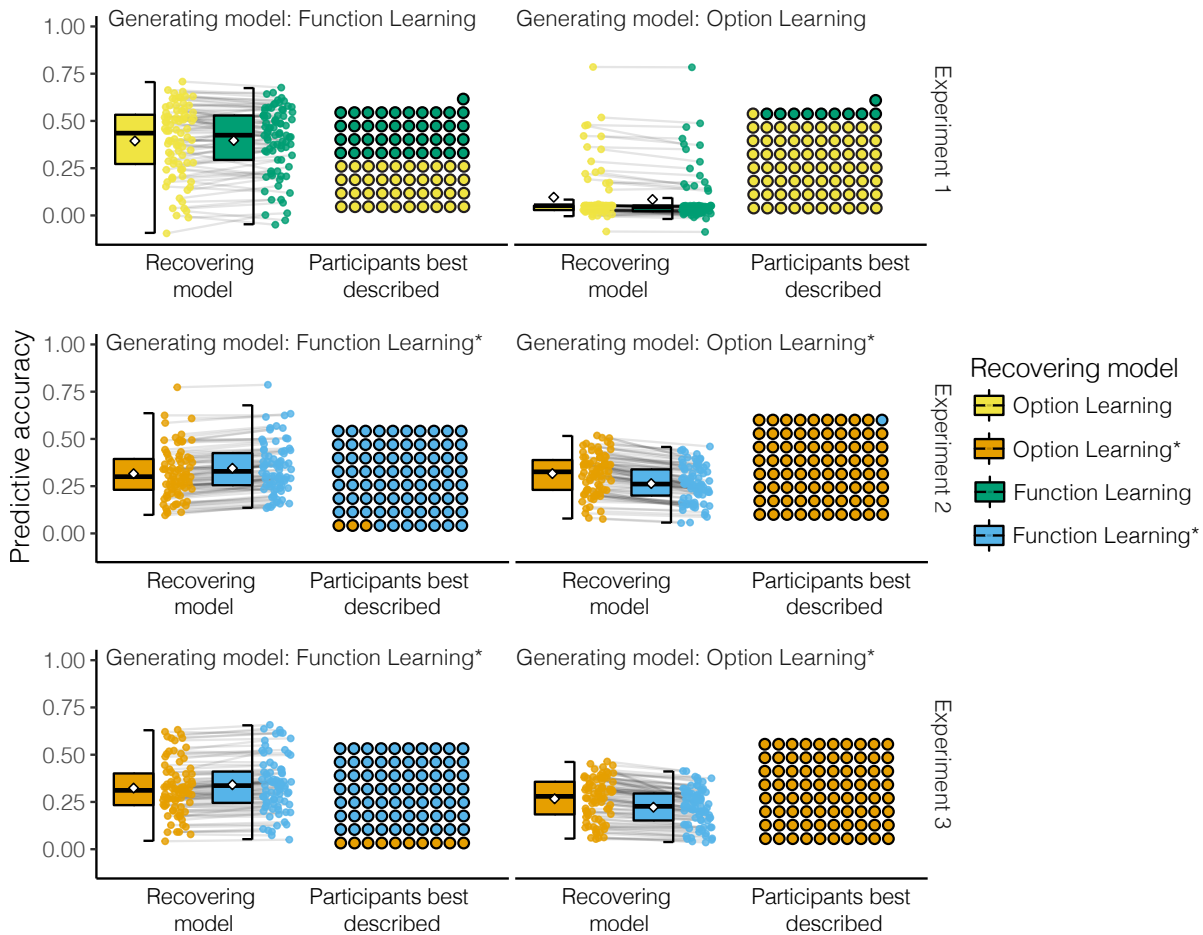 Generating model: Function Learning
Generating model: Option Learning
1.00
0.75
0.50
0.25
0.00
Experiment 1
Recovering
model
Participants best
described
Recovering
model
Participants best
described
Predictive accuracy
Generating model: Function Learning*
Generating model: Option Learning*
1.00
0.75
0.50
0.25
0.00
Experiment 2
Recovering
model
Participants best
described
Recovering
model
Participants best
described
Generating model: Function Learning*
Generating model: Option Learning*
1.00
0.75
0.50
0.25
0.00
Experiment 3
Recovering
model
Participants best
described
Recovering
model
Participants best
described
Recovering model
Option Learning
Option Learning*
Function Learning
Function Learning*